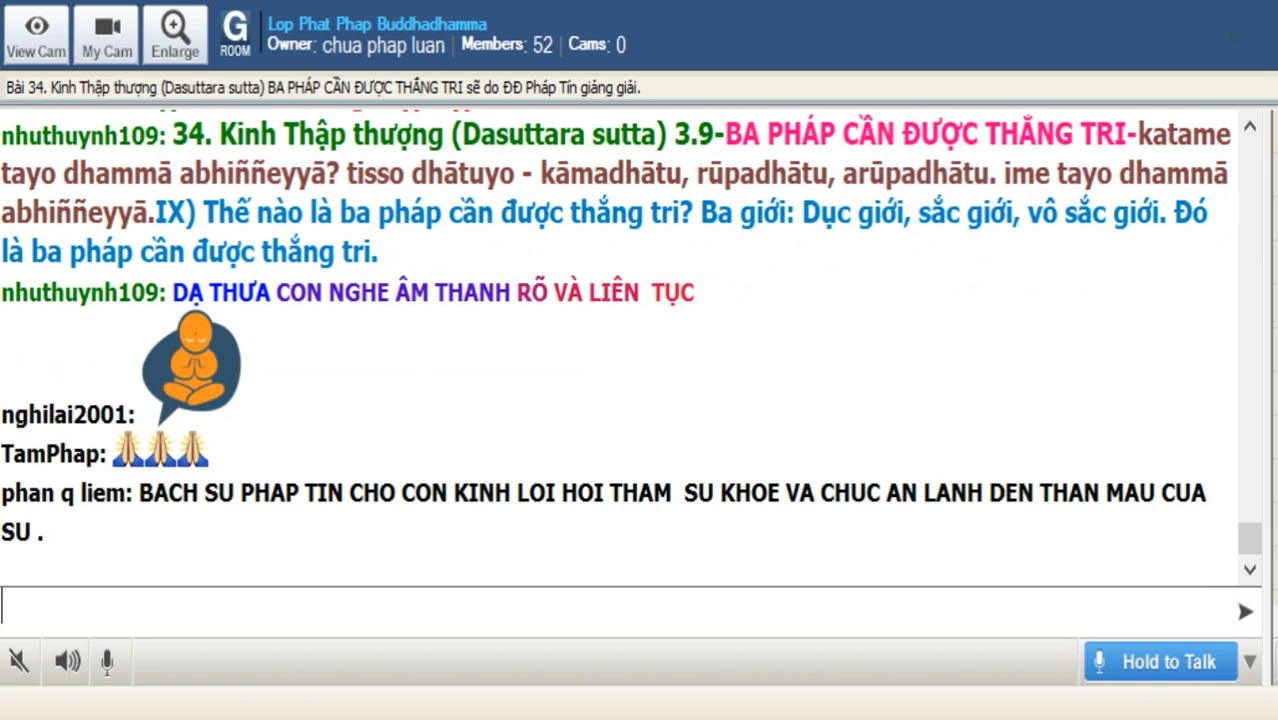 View Cam
My Cam
Enlarge
G
ROOM
Lop Phat Phap Buddhadhamma
Owner: chua phap luan | Members: 52 | Cams: 0
Bài 34. Kinh Thập thượng (Dasuttara sutta) BA PHÁP CẦN ĐƯỢC THẮNG TRI sẽ do ĐĐ Pháp Tín giảng giải.
nhuthuynh109: 34. Kinh Thập thượng (Dasuttara sutta) 3.9-BA PHÁP CẦN ĐƯỢC THẮNG TRI-katame
tayo dhammā abhiññeyyā? tisso dhātuyo - kāmadhātu, rūpadhātu, arūpadhātu. ime tayo dhammā
abhiññeyyā.IX) Thế nào là ba pháp cần được thắng tri? Ba giới: Dục giới, sắc giới, vô sắc giới. Đó
là ba pháp cần được thắng tri.
nhuthuynh109: DẠ THƯA CON NGHE ÂM THANH RÕ VÀ LIÊN TỤC
nghilai2001:
TamPhap:
phan q liem: BACH SU PHAP TIN CHO CON KINH LOI HOI THAM SU KHOE VA CHUC AN LANH DEN THAN MAU CUA
SU .
Hold to Talk